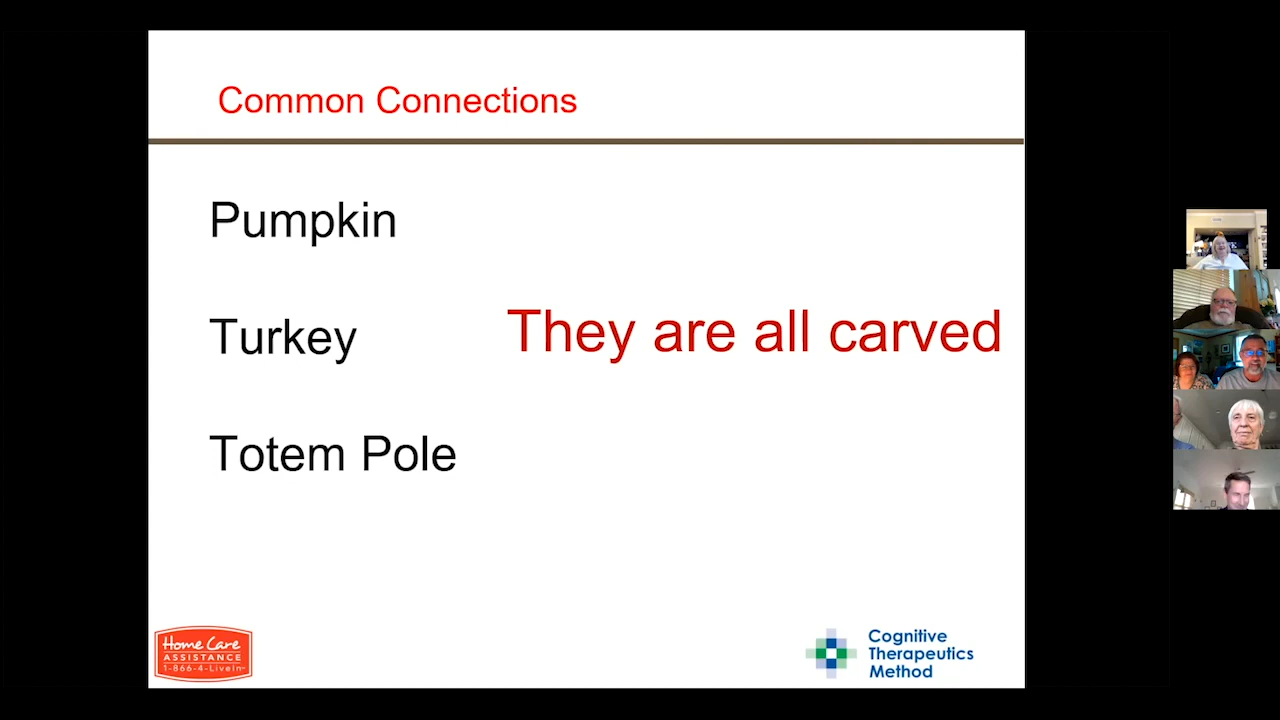 Common Connections
Pumpkin
Turkey
They are all carved
Totem Pole
Home Care
ASSISTANCE
1-866-4-LiveIn
Cognitive
Therapeutics
Method